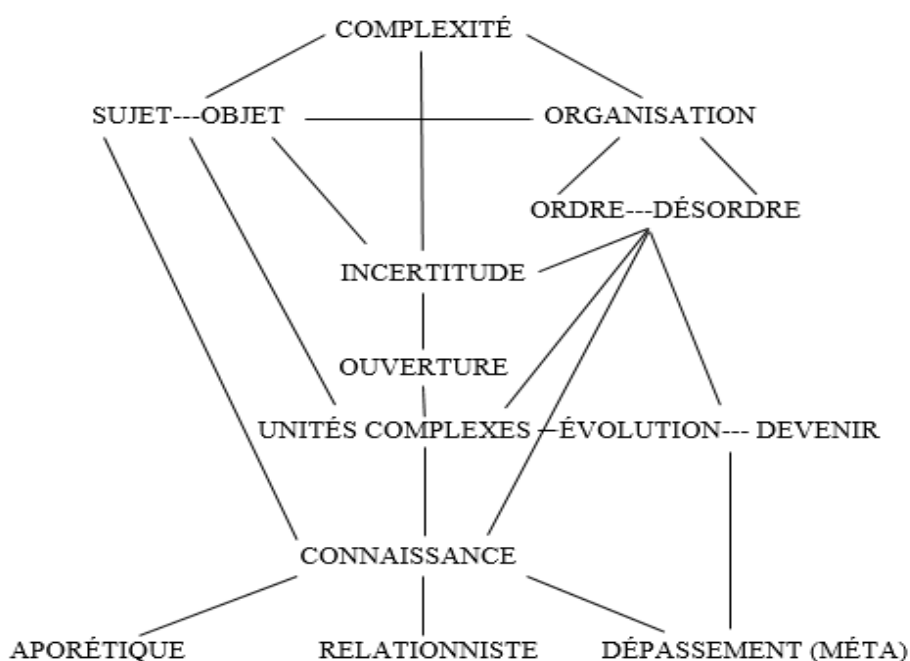 COMPLEXITÉ
SUJET---OBJET ORGANISATION
ORDRE---DÉSORDRE
INCERTITUDE
OUVERTURE
UNITÉS COMPLEXES –ÉVOLUTION--- DEVENIR
CONNAISSANCE
APORÉTIQUE RELATIONNISTE DÉPASSEMENT (MÉTA)